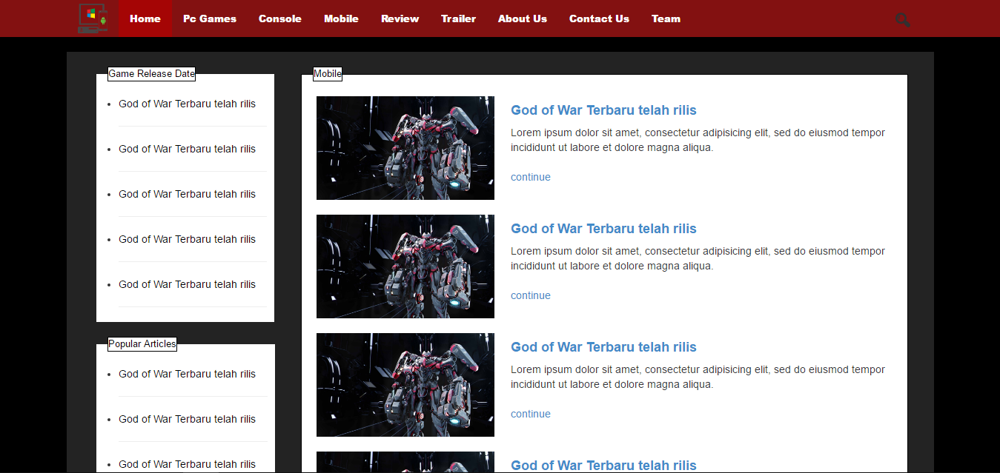 Home Pc Games Console Mobile Review Trailer About Us Contact Us Team
Game Release Date
God of War Terbaru telah rilis
God of War Terbaru telah rilis
God of War Terbaru telah rilis
God of War Terbaru telah rilis
God of War Terbaru telah rilis
Popular Articles
God of War Terbaru telah rilis
God of War Terbaru telah rilis
God of War Terbaru telah rilis
Mobile
God of War Terbaru telah rilis
Lorem ipsum dolor sit amet, consectetur adipisicing elit, sed do eiusmod tempor
incididunt ut labore et dolore magna aliqua.
continue
God of War Terbaru telah rilis
Lorem ipsum dolor sit amet, consectetur adipisicing elit, sed do eiusmod tempor
incididunt ut labore et dolore magna aliqua.
continue
God of War Terbaru telah rilis
Lorem ipsum dolor sit amet, consectetur adipisicing elit, sed do eiusmod tempor
incididunt ut labore et dolore magna aliqua.
continue
God of War Terbaru telah rilis